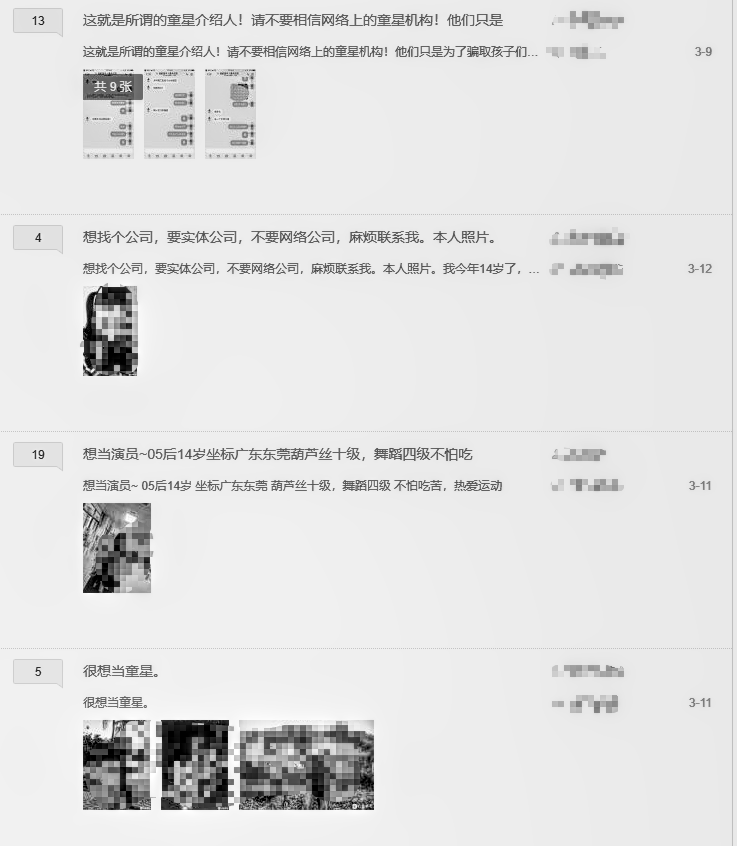 13
这就是所谓的童星介绍人！请不要相信网络上的童星机构！他们只是
这就是所谓的童星介绍人！请不要相信网络上的童星机构！他们只是为了骗取孩子们...
3-9
共 9 张
4
想找个公司，要实体公司，不要网络公司，麻烦联系我。本人照片。
想找个公司，要实体公司，不要网络公司，麻烦联系我。本人照片。我今年14岁了，...
3-12
19
想当演员~05后14岁坐标广东东莞葫芦丝十级，舞蹈四级不怕吃
想当演员~ 05后14岁 坐标广东东莞 葫芦丝十级，舞蹈四级 不怕吃苦，热爱运动
3-11
5
很想当童星。
很想当童星。
3-11